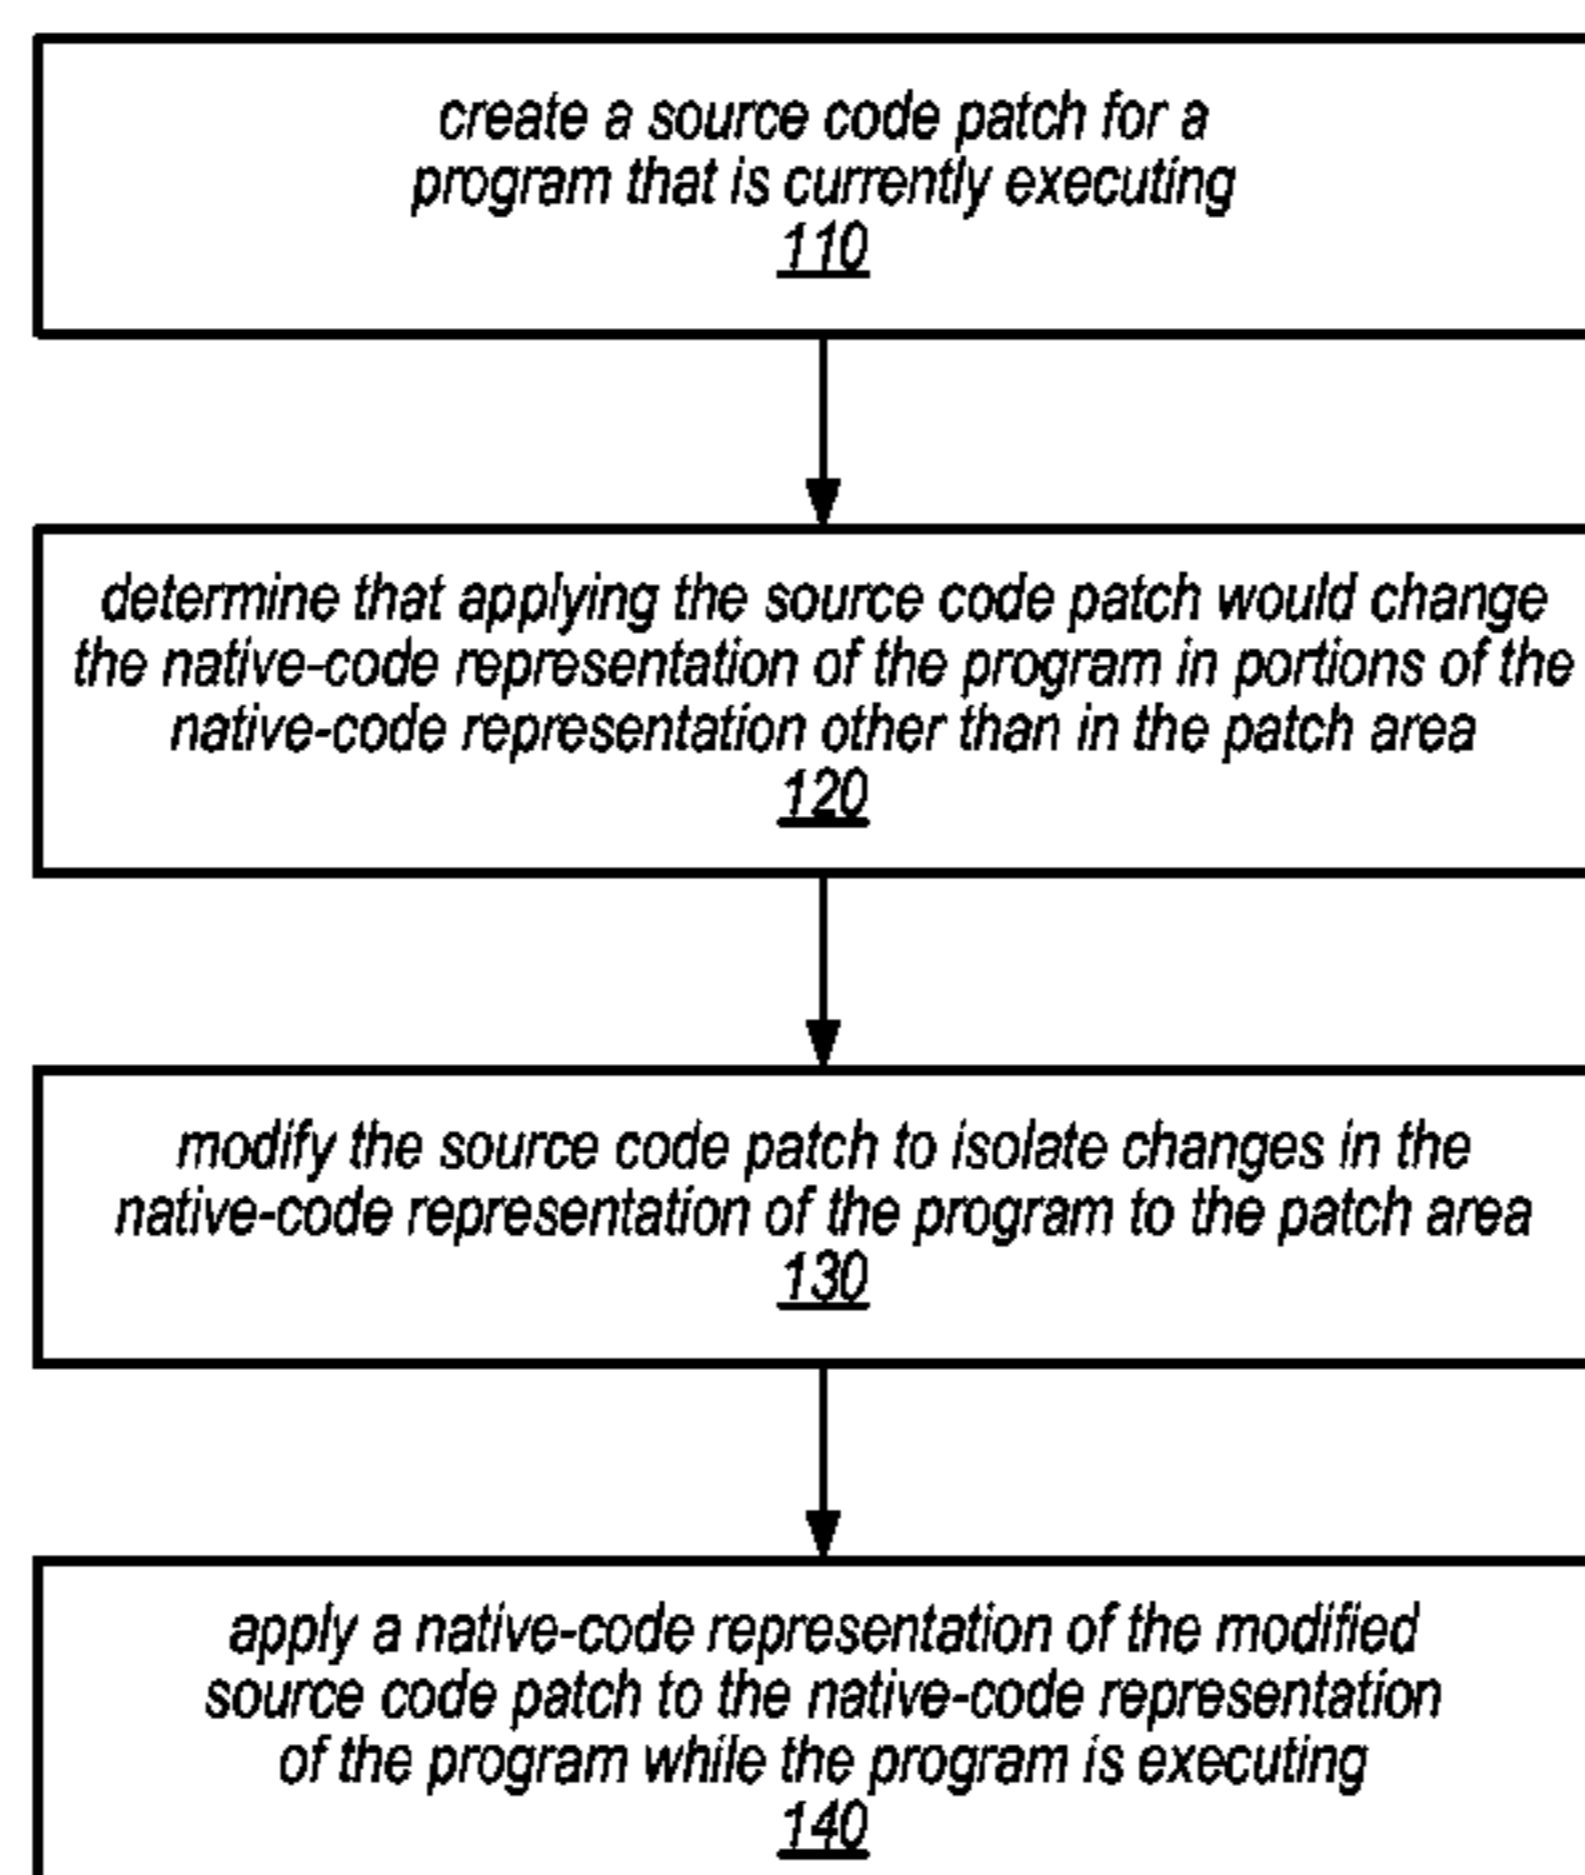 create a source code patch for a
program that is currently executing
110
determine that applying the source code patch would change
the native-code representation of the program in portions of the
native-code representation other than in the patch area
120
modify the source code patch to isolate changes in the
native-code representation of the program to the patch area
130
apply a native-code representation of the modified
source code patch to the native-code representation
of the program while the program is executing
140